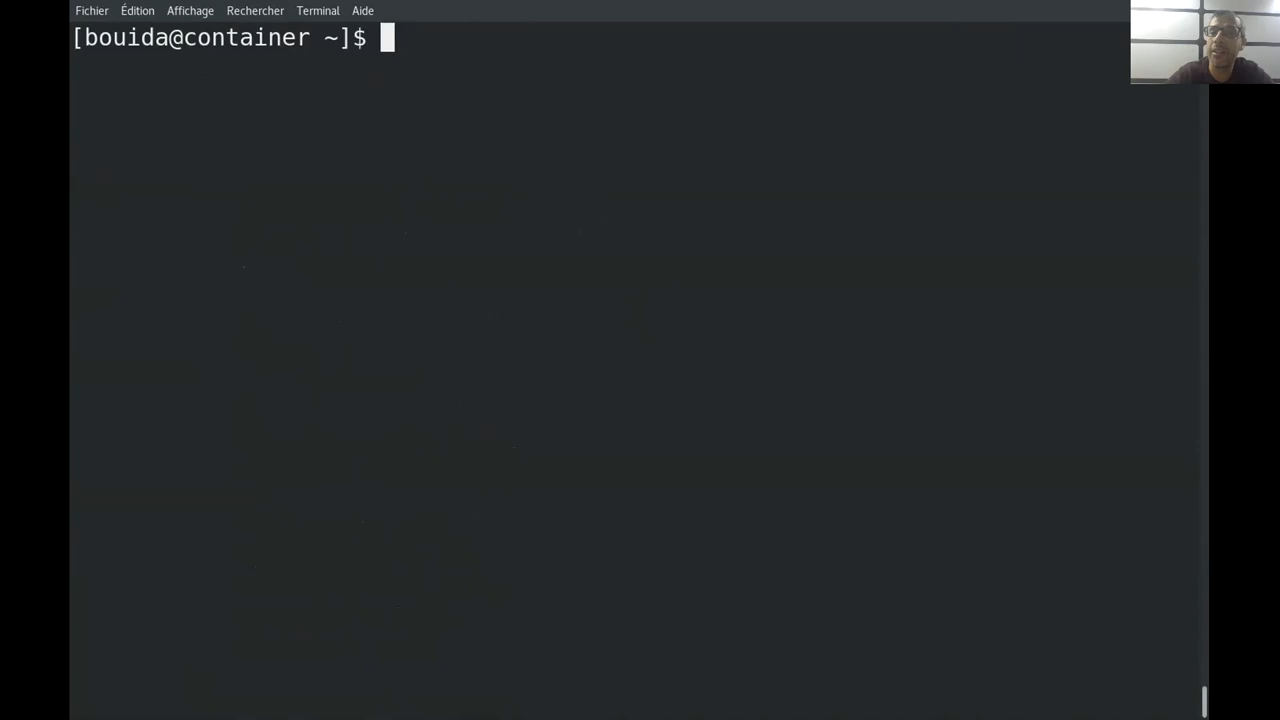 Fichier Édition Affichage Rechercher Terminal Aide
[bouida@container ~]$